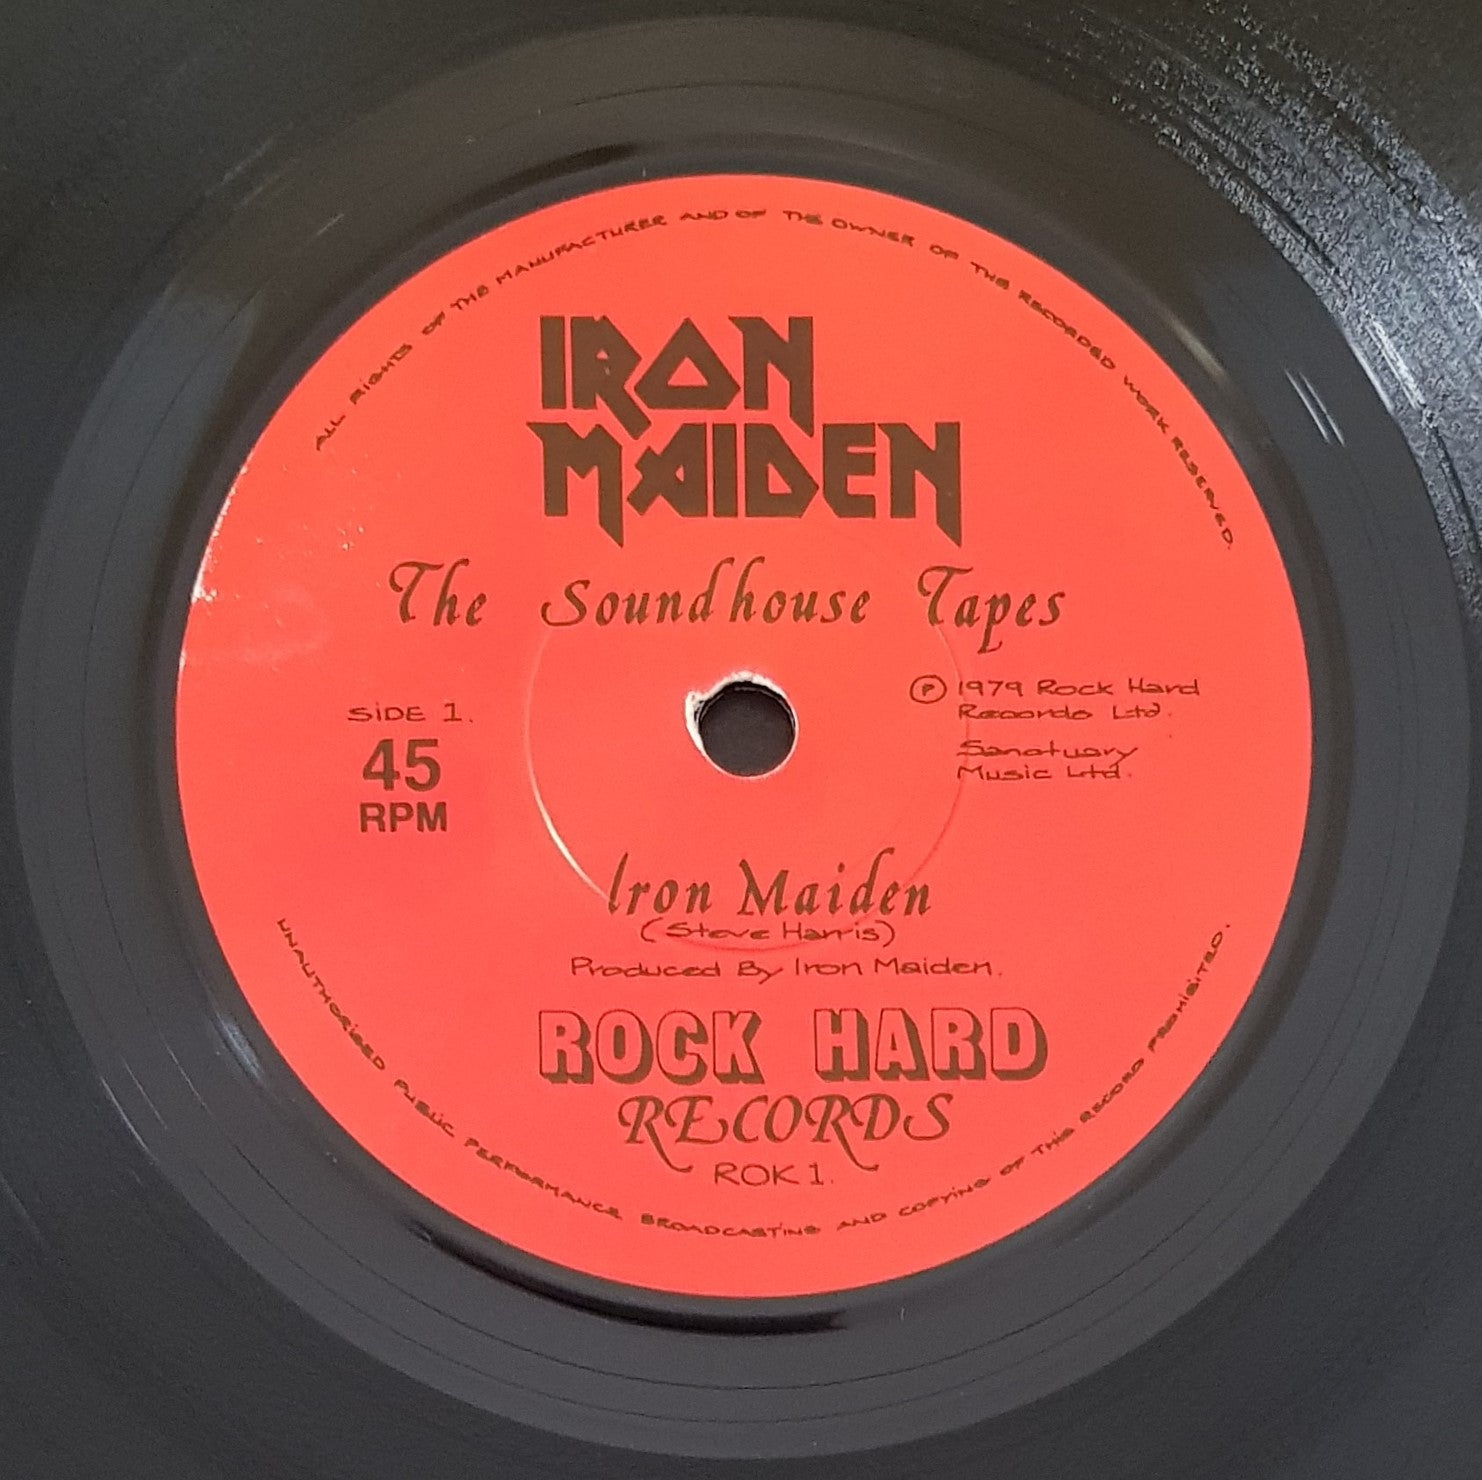 ALL RIGHTS OF THE MANUFACTURER AND OF THE OWNER OF THE RECORDED WORK RESERVED.
IRON
MAIDEN
The Soundhouse Tapes
SIDE 1.
45
RPM
Ⓟ 1979 Rock Hard
Records Ltd.
Sanctuary
Music Ltd.
Iron Maiden
(Steve Harris)
Produced By Iron Maiden.
ROCK HARD
RECORDS
ROK 1.
UNAUTHORISED PUBLIC PERFORMANCE BROADCASTING AND COPYING OF THIS RECORD PROHIBITED.